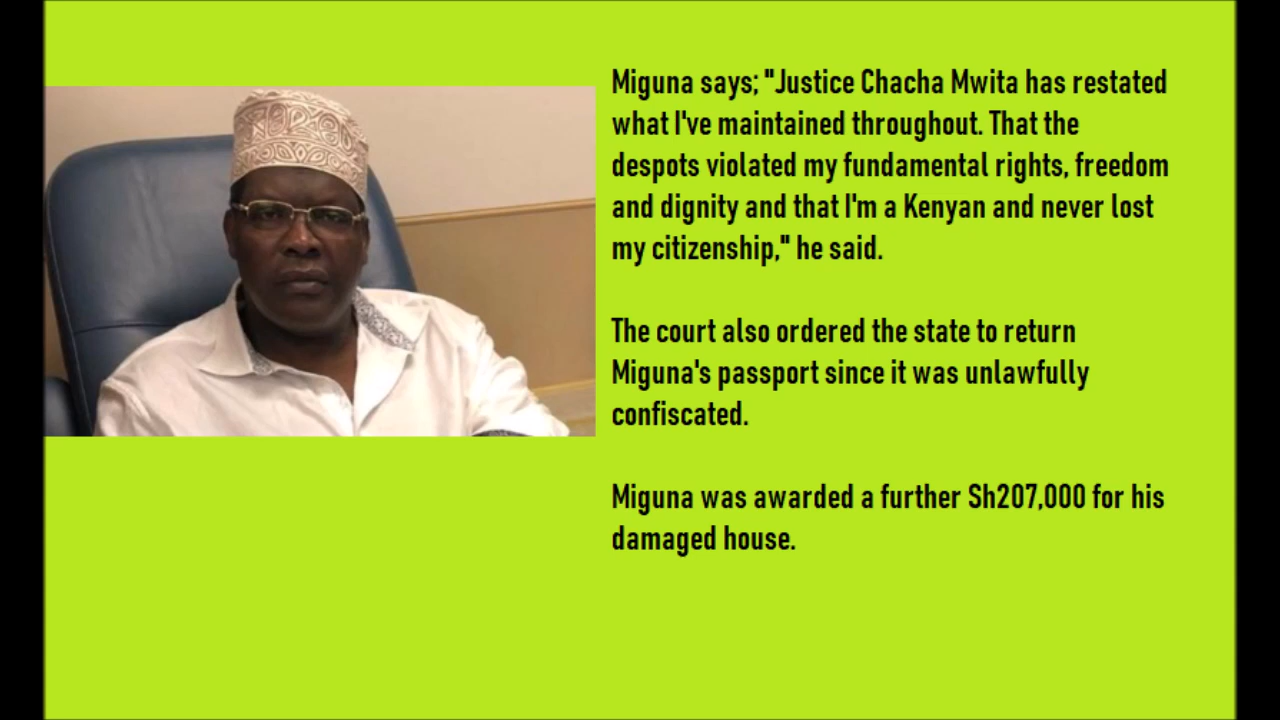 Miguna says; "Justice Chacha Mwita has restated
what I've maintained throughout. That the
despots violated my fundamental rights, freedom
and dignity and that I'm a Kenyan and never lost
my citizenship," he said.
The court also ordered the state to return
Miguna's passport since it was unlawfully
confiscated.
Miguna was awarded a further Sh207,000 for his
damaged house.